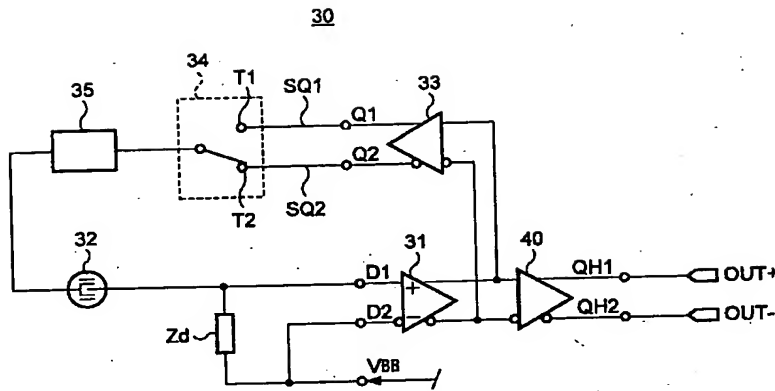 30
34
33
35
T1
SQ1
Q1
Q2
T2
SQ2
32
31
40
D1
+
QH1
OUT+
D2
−
QH2
OUT-
Zd
VBB